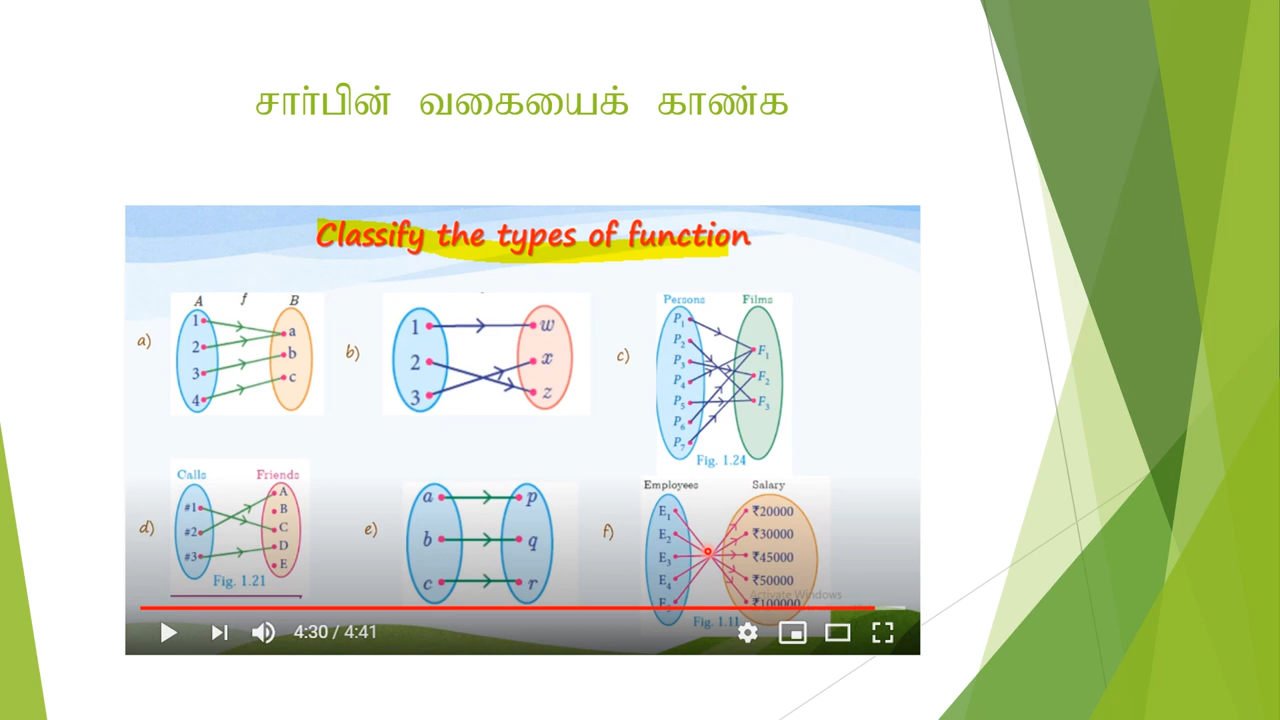 சார்பின் வகையைக் காண்க
Classify the types of function
a)
A f B
1 a
2 b
3 c
4
b)
1 w
2 x
3 z
c)
Persons Films
P1
P2
P3
P4
P5
P6
P7
F1
F2
F3
Fig. 1.24
d)
Calls Friends
#1
#2
#3
A
B
C
D
E
Fig. 1.21
e)
a p
b q
c r
f)
Employees Salary
E1 ₹20000
E2 ₹30000
E3 ₹45000
E4 ₹50000
₹100000
Fig. 1.11
Activate Windows
4:30 / 4:41